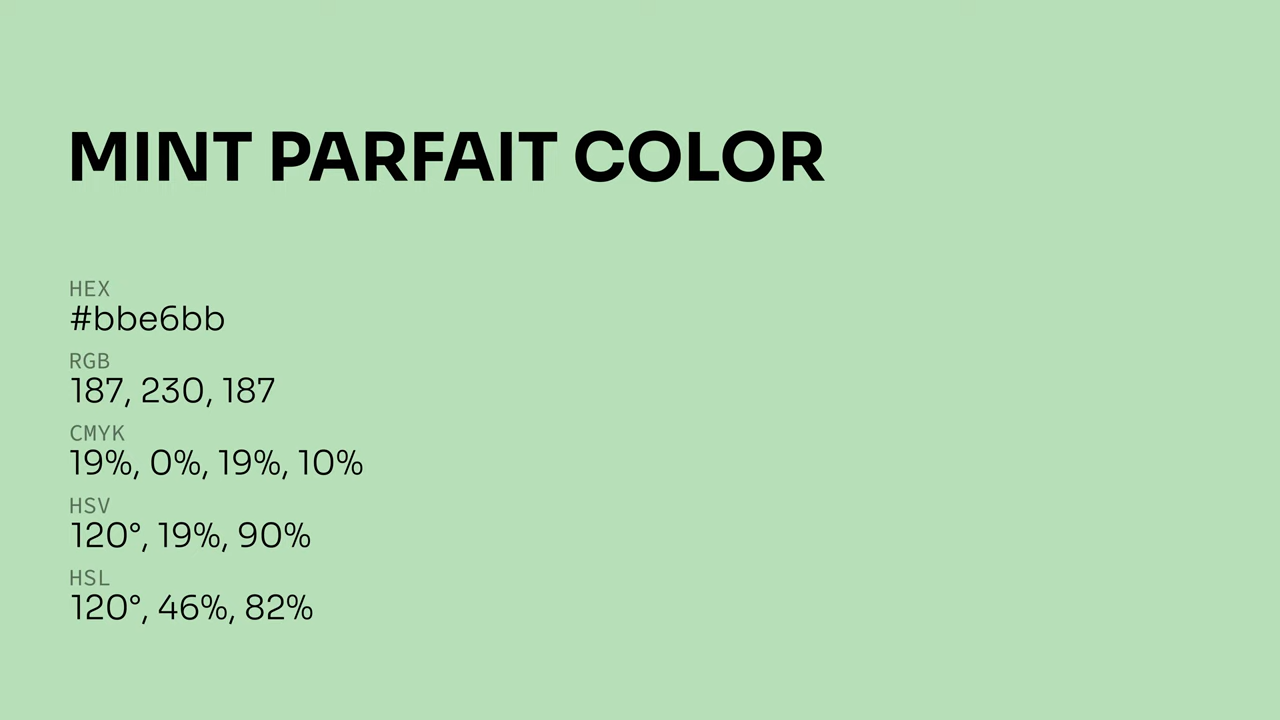 MINT PARFAIT COLOR
HEX
#bbe6bb
RGB
187, 230, 187
CMYK
19%, 0%, 19%, 10%
HSV
120°, 19%, 90%
HSL
120°, 46%, 82%